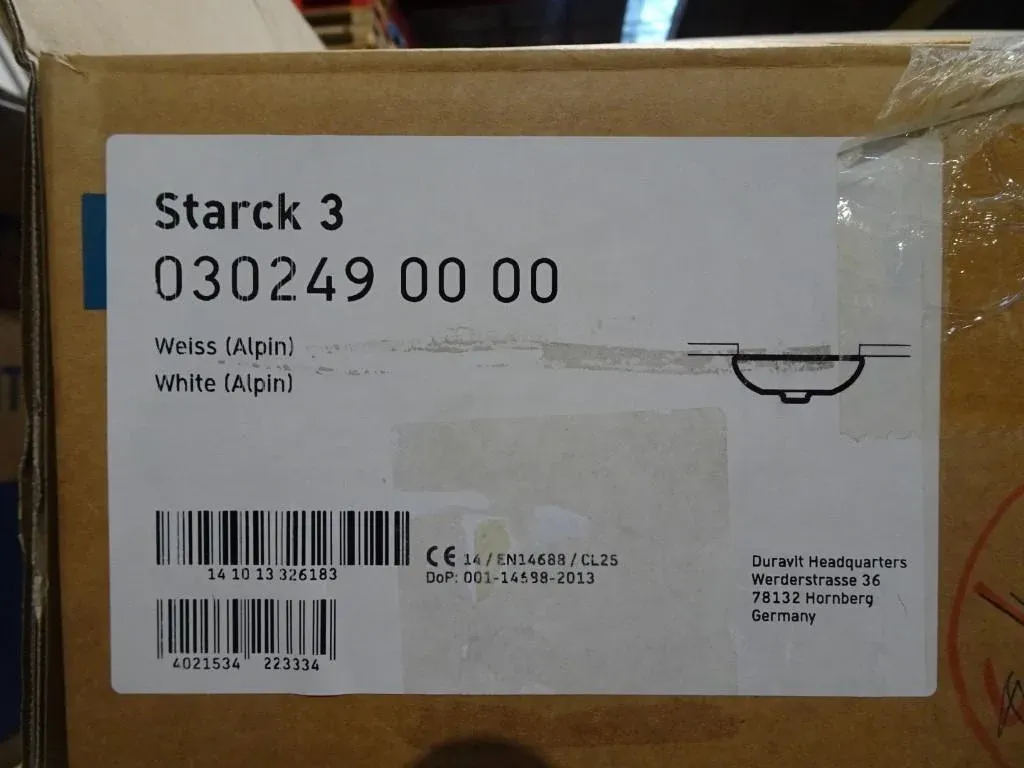 Starck 3
030249 00 00
Weiss (Alpin)
White (Alpin)
14 10 13 326183
CE 14 / EN14688 / CL25
DoP: 001-14688-2013
4021534 223334
Duravit Headquarters
Werderstrasse 36
78132 Hornberg
Germany